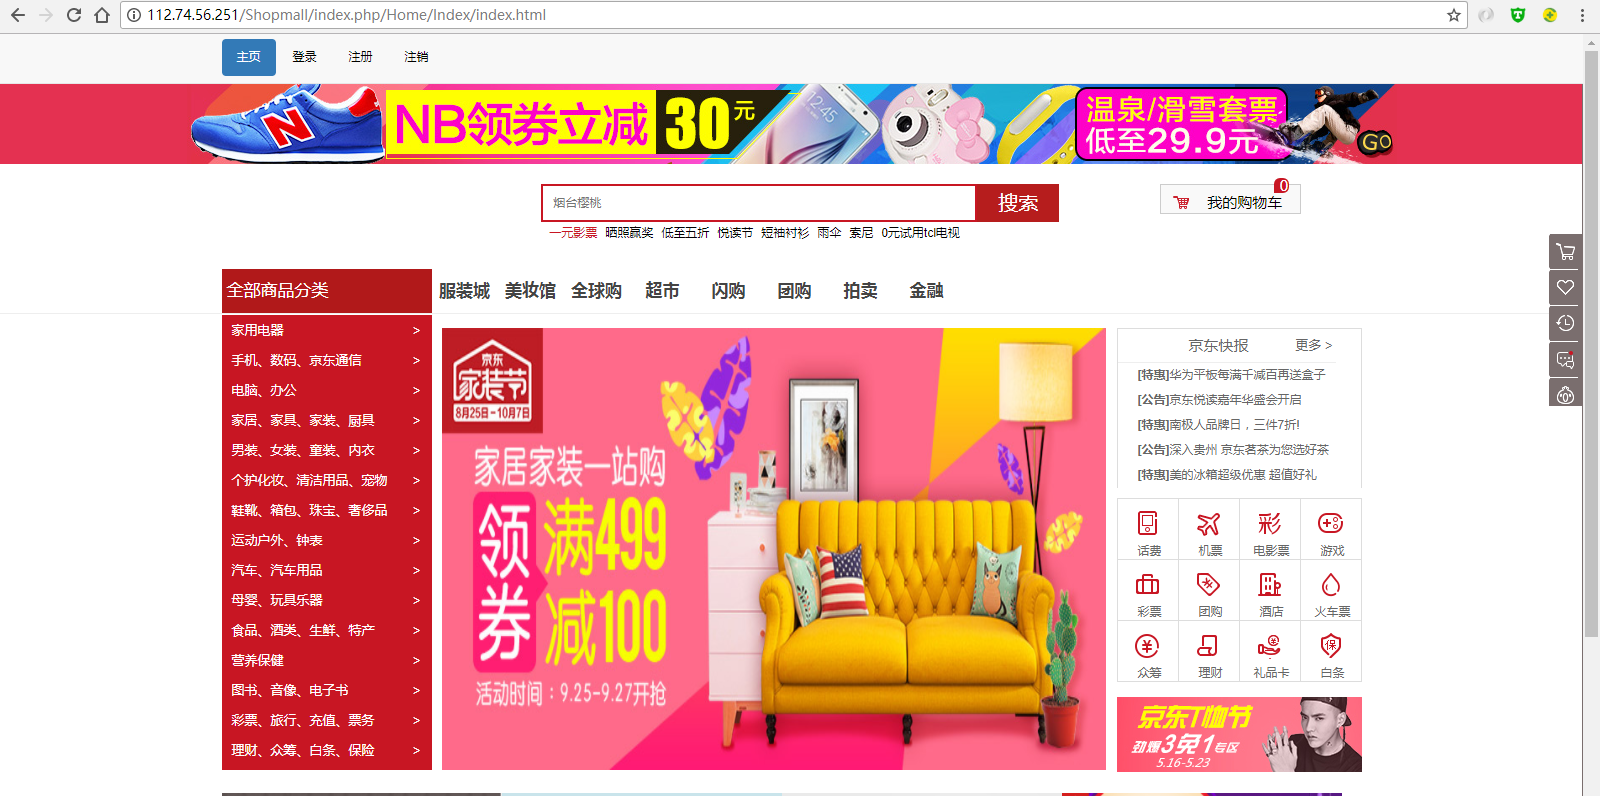 112.74.56.251/Shopmall/index.php/Home/Index/index.html
主页 登录 注册 注销
NB领券立减30元
12:45
温泉/滑雪套票
低至29.9元
GO
烟台樱桃 搜索
我的购物车 0
一元影票 晒照赢奖 低至五折 悦读节 短袖衬衫 雨伞 索尼 0元试用tcl电视
全部商品分类 服装城 美妆馆 全球购 超市 闪购 团购 拍卖 金融
家用电器 >
手机、数码、京东通信 >
电脑、办公 >
家居、家具、家装、厨具 >
男装、女装、童装、内衣 >
个护化妆、清洁用品、宠物 >
鞋靴、箱包、珠宝、奢侈品 >
运动户外、钟表 >
汽车、汽车用品 >
母婴、玩具乐器 >
食品、酒类、生鲜、特产 >
营养保健 >
图书、音像、电子书 >
彩票、旅行、充值、票务 >
理财、众筹、白条、保险 >
京东
家装节
8月25日-10月7日
家居家装一站购
领券
满499
减100
活动时间：9.25-9.27开抢
京东快报 更多 >
[特惠]华为平板每满千减百再送盒子
[公告]京东悦读嘉年华盛会开启
[特惠]南极人品牌日，三件7折!
[公告]深入贵州 京东茗茶为您选好茶
[特惠]美的冰箱超级优惠 超值好礼
彩
话费 机票 电影票 游戏
彩票 团购 酒店 火车票
保
众筹 理财 礼品卡 白条
京东T恤节
劲爆3免1专区
5.16-5.23